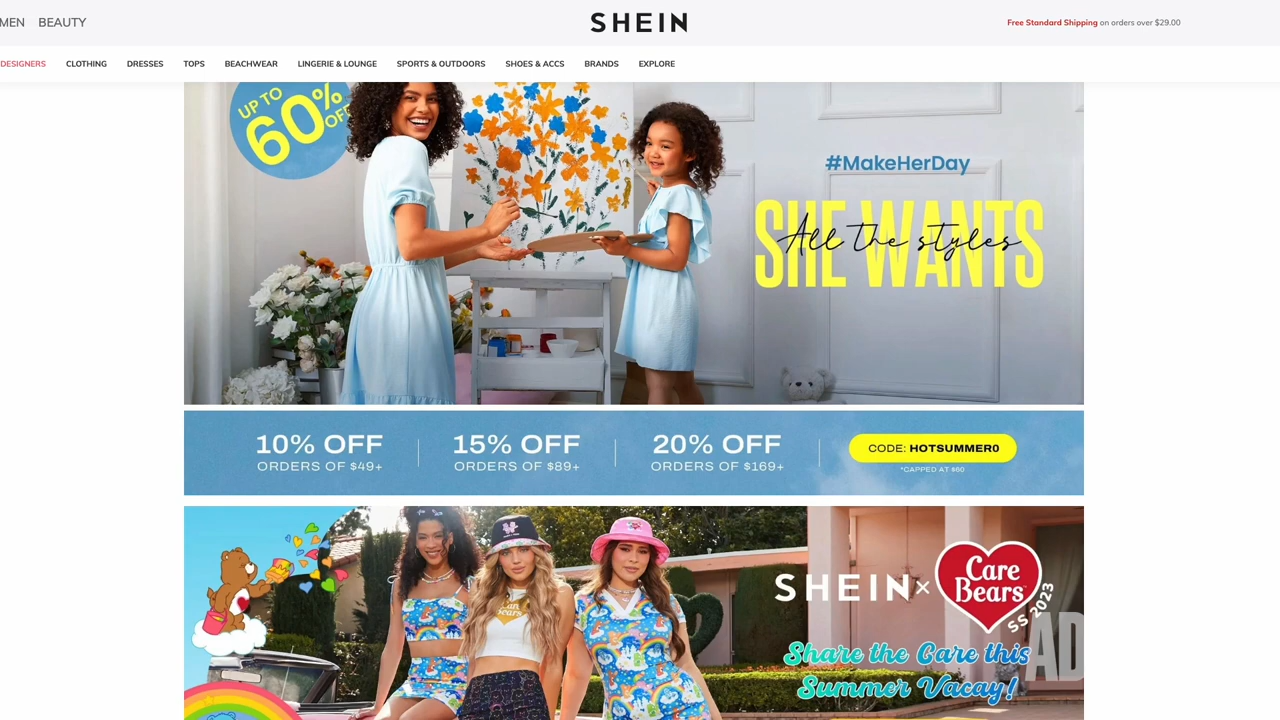 MEN BEAUTY
SHEIN
Free Standard Shipping on orders over $29.00
DESIGNERS CLOTHING DRESSES TOPS BEACHWEAR LINGERIE & LOUNGE SPORTS & OUTDOORS SHOES & ACCS BRANDS EXPLORE
UP TO
60%
OFF
#MakeHerDay
SHE WANTS
All the styles
10% OFF
ORDERS OF $49+
15% OFF
ORDERS OF $89+
20% OFF
ORDERS OF $169+
CODE: HOTSUMMER0
*CAPPED AT $60
SHEIN × Care
Bears
SS 2023
Share the Care this
Summer Vacay!
AD